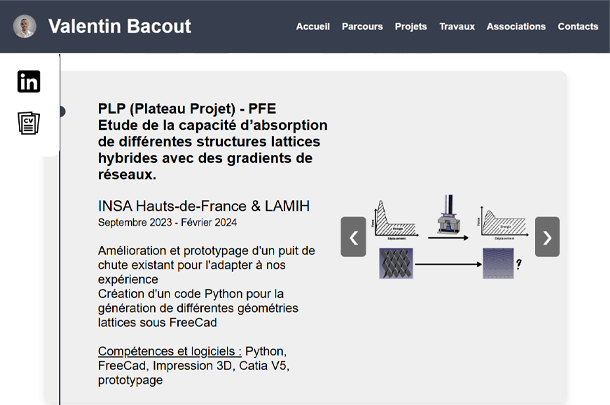 Valentin Bacout
Accueil Parcours Projets Travaux Associations Contacts
in
CV
PLP (Plateau Projet) - PFE
Etude de la capacité d'absorption
de différentes structures lattices
hybrides avec des gradients de
réseaux.
INSA Hauts-de-France & LAMIH
Septembre 2023 - Février 2024
Amélioration et prototype d'un puit de
chute existant pour l'adapter à nos
expérience
Création d'un code Python pour la
génération de différentes géométries
lattices sous FreeCad
Compétences et logiciels : Python,
FreeCad, Impression 3D, Catia V5,
prototypage
?